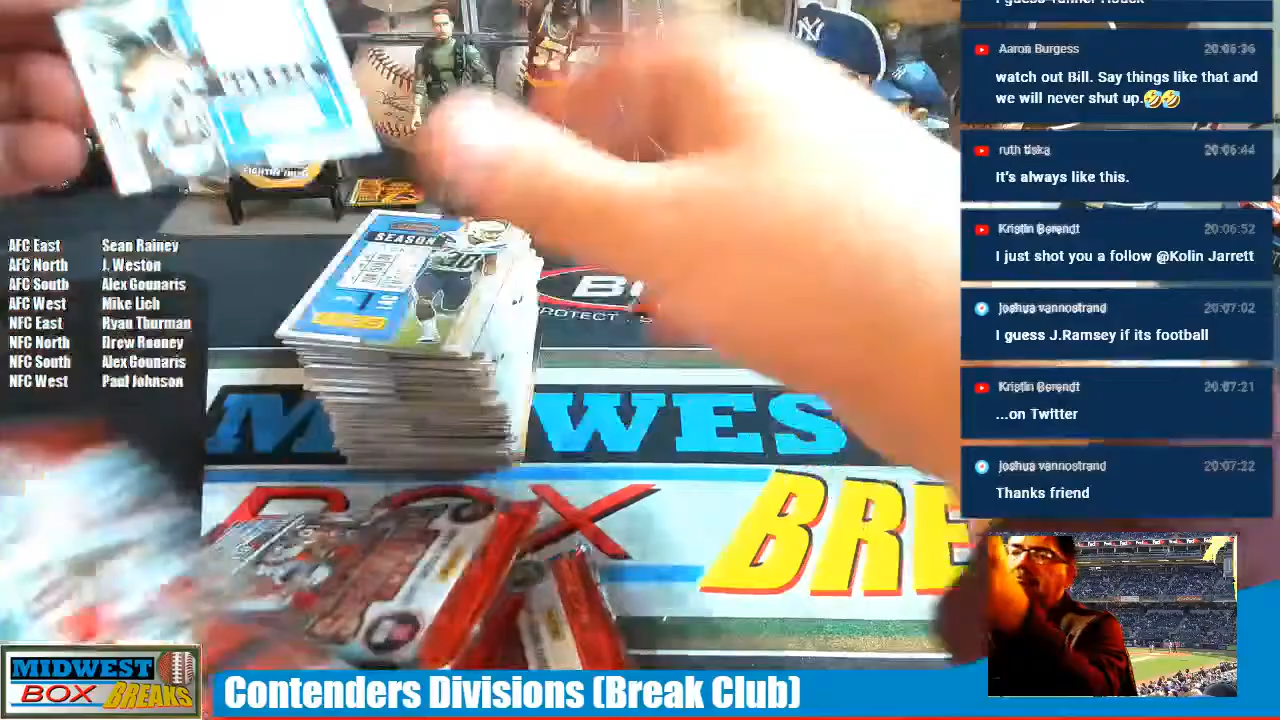 AFC East Sean Rainey
AFC North J. Weston
AFC South Alex Gounaris
AFC West Mike Lich
NFC East Ryan Thurman
NFC North Drew Rooney
NFC South Alex Gounaris
NFC West Paul Johnson
SEASON
MIDWES
BOX
BRE
Aaron Burgess 20:06:36
watch out Bill. Say things like that and
we will never shut up.🤣🤣
ruth tiska 20:06:44
It's always like this.
Kristin Berendt 20:06:52
I just shot you a follow @Kolin Jarrett
joshua vannostrand 20:07:02
I guess J.Ramsey if its football
Kristin Berendt 20:07:21
...on Twitter
joshua vannostrand 20:07:22
Thanks friend
MIDWEST
BOX BREAKS
Contenders Divisions (Break Club)